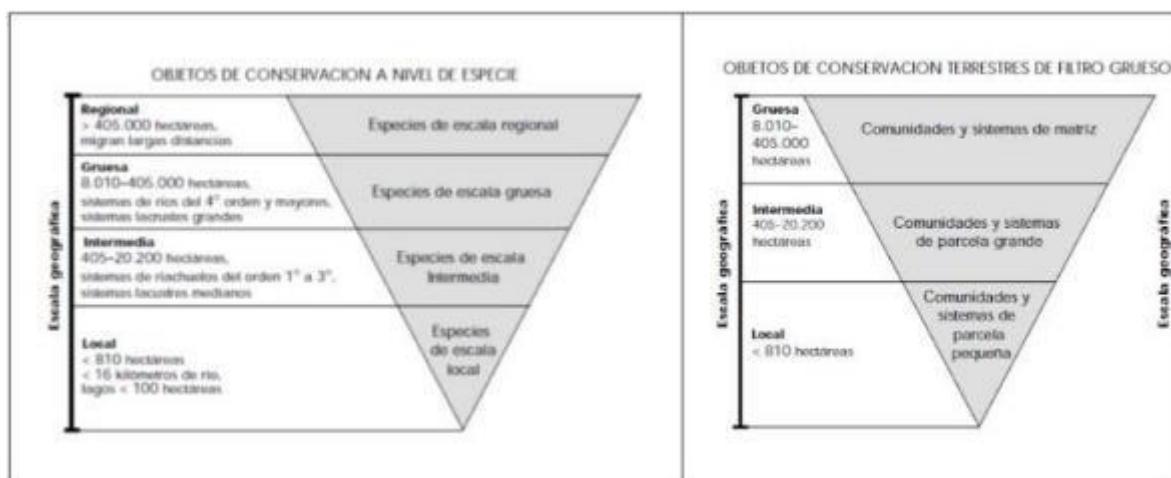 OBJETOS DE CONSERVACION A NIVEL DE ESPECIE
Escala geográfica
Regional
> 405.000 hectáreas,
migran largas distancias
Especies de escala regional
Gruesa
8.010–405.000 hectáreas,
sistemas de ríos del 4° orden y mayores,
sistemas lacustres grandes
Especies de escala gruesa
Intermedia
405–20.200 hectáreas,
sistemas de riachuelos del orden 1° a 3°,
sistemas lacustres medianos
Especies de escala
Intermedia
Local
< 810 hectáreas
< 16 kilómetros de río,
lagos < 100 hectáreas
Especies
de escala
local
OBJETOS DE CONSERVACION TERRESTRES DE FILTRO GRUESO
Escala geográfica
Gruesa
8.010–
405.000
hectáreas
Comunidades y sistemas de matriz
Intermedia
405–20.200
hectáreas
Comunidades y sistemas
de parcela grande
Local
< 810 hectáreas
Comunidades y
sistemas de
parcela
pequeña
Escala geográfica